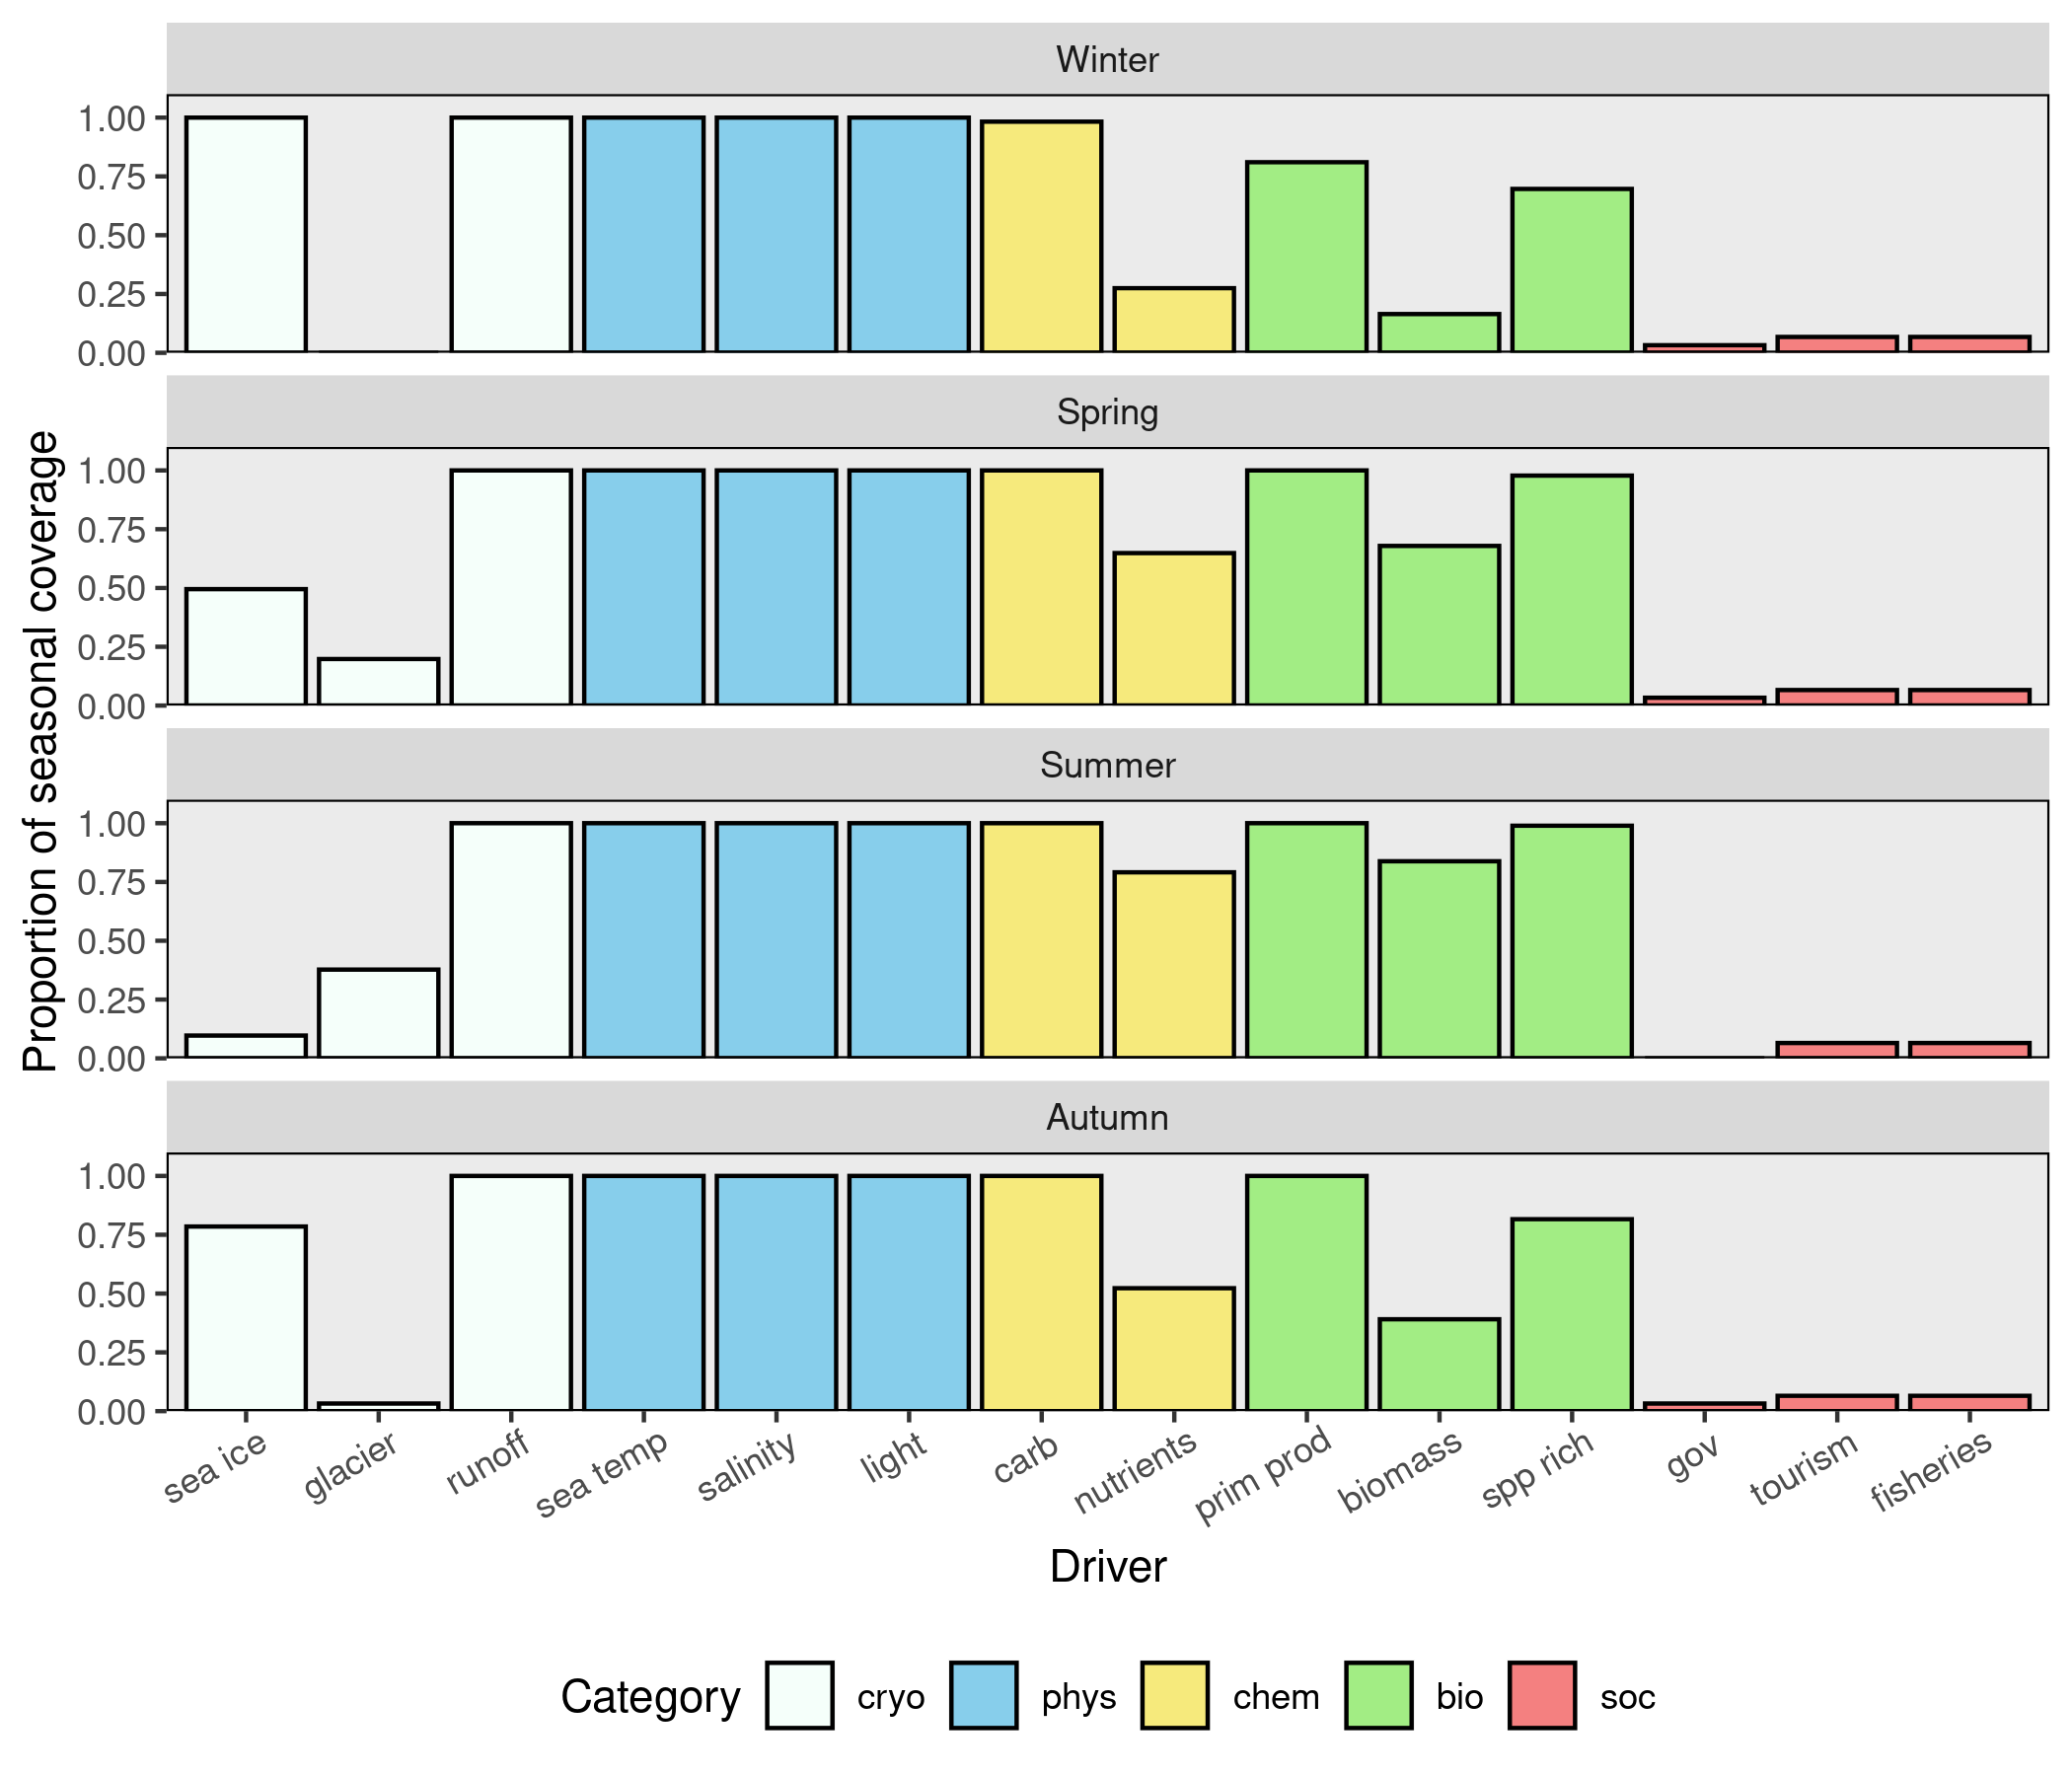 Winter
1.00
0.75
0.50
0.25
0.00
Spring
1.00
0.75
0.50
0.25
0.00
Summer
1.00
0.75
0.50
0.25
0.00
Autumn
1.00
0.75
0.50
0.25
0.00
Proportion of seasonal coverage
sea ice
glacier
runoff
sea temp
salinity
light
carb
nutrients
prim prod
biomass
spp rich
gov
tourism
fisheries
Driver
Category cryo phys chem bio soc